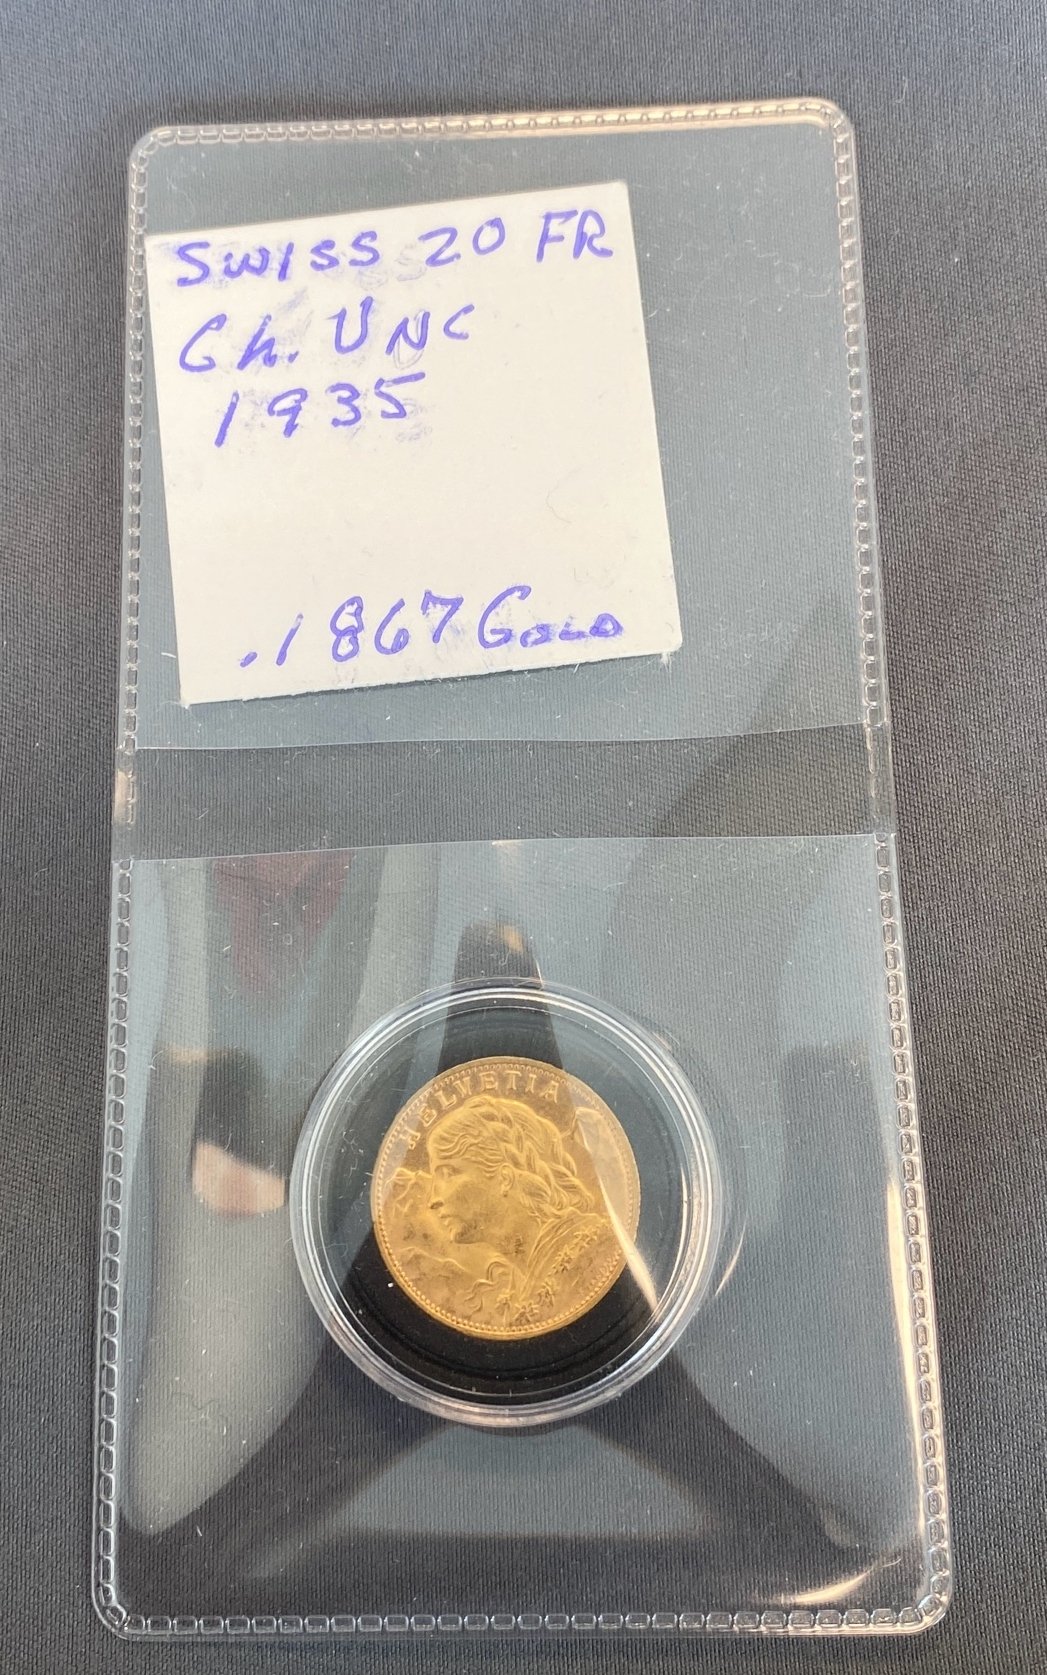 SWISS 20 FR
Ch. UNC
1935
.1867 GOLD
HELVETIA